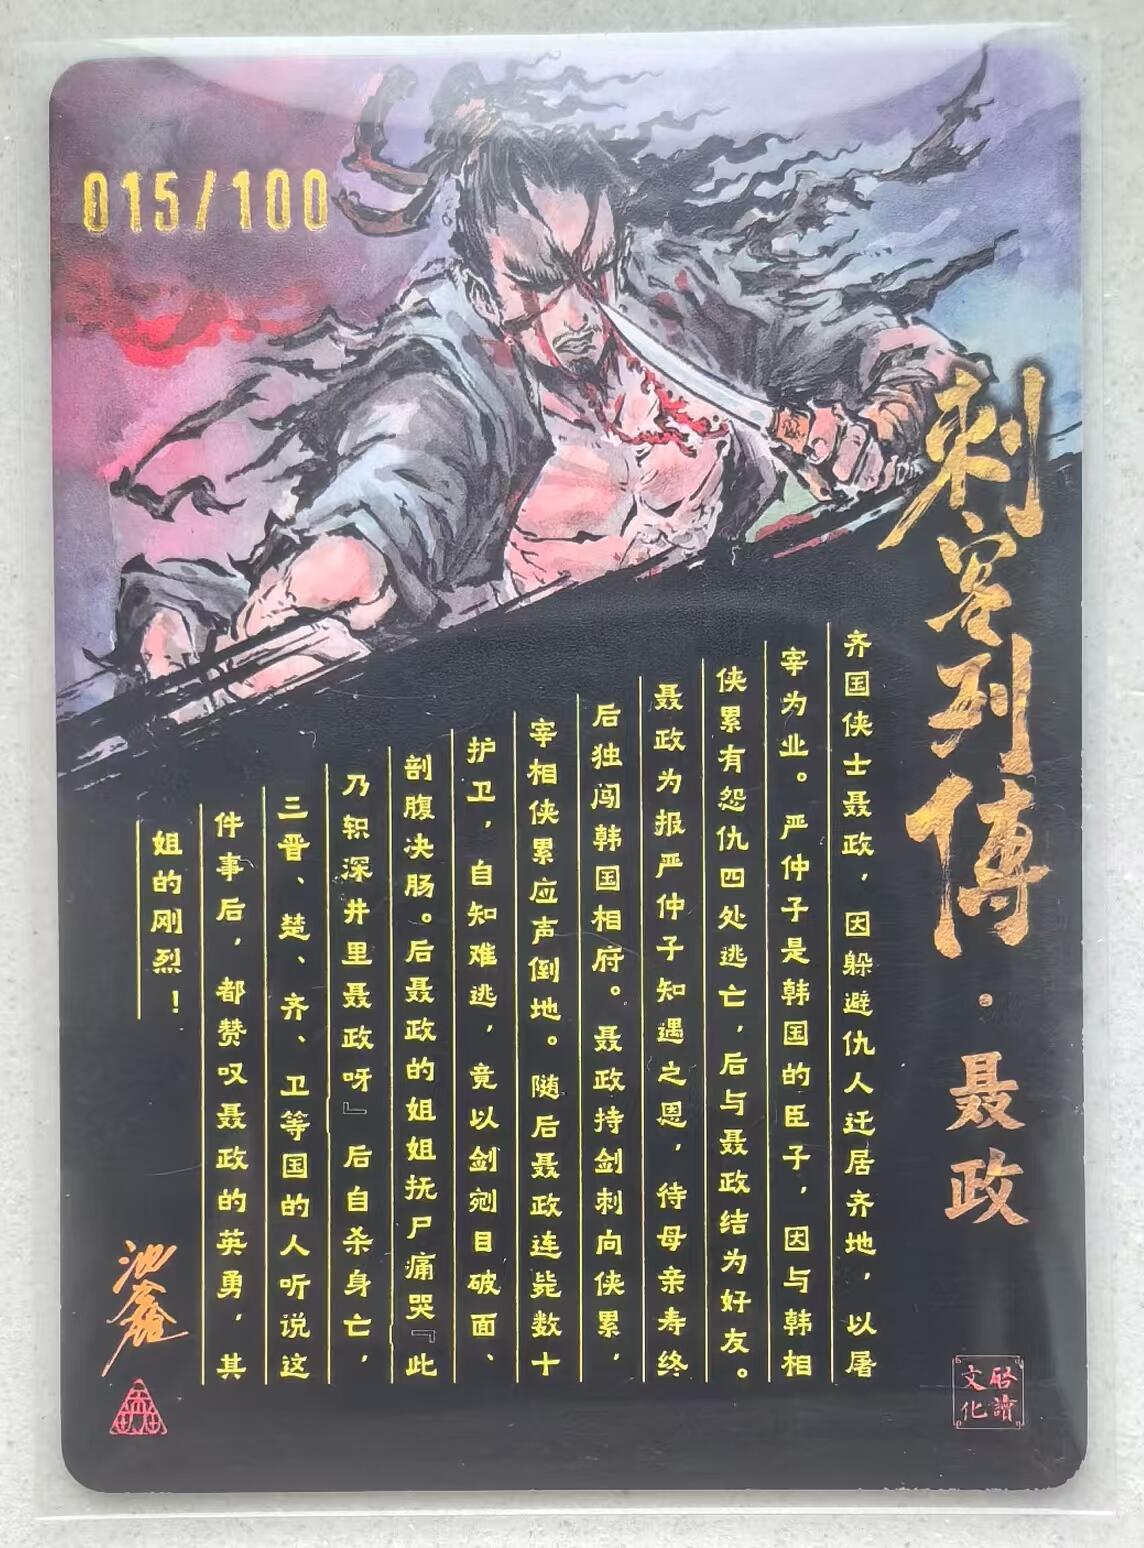 015/100
刺客列傳·聂政
齐国侠士聂政，因躲避仇人迁居齐地，以屠
宰为业。严仲子是韩国的臣子，因与韩相
侠累有怨仇四处逃亡，后与聂政结为好友。
聂政为报严仲子知遇之恩，待母亲寿终
后独闯韩国相府。聂政持剑刺向侠累，
宰相侠累应声倒地。随后聂政连毙数十
护卫，自知难逃，竟以剑剜目破面、
剖腹决肠。后聂政的姐姐抚尸痛哭『此
乃轵深井里聂政呀』后自杀身亡，
三晋、楚、齐、卫等国的人听说这
件事后，都赞叹聂政的英勇，其
姐的刚烈！
啟讀
文化